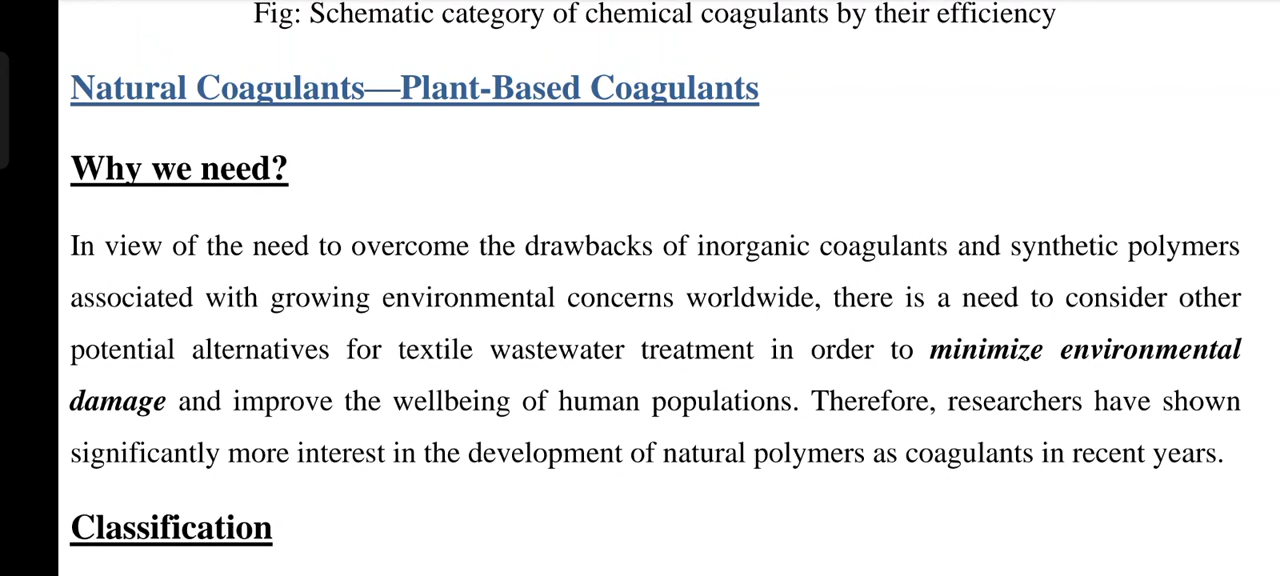 Fig: Schematic category of chemical coagulants by their efficiency
Natural Coagulants—Plant-Based Coagulants
Why we need?
In view of the need to overcome the drawbacks of inorganic coagulants and synthetic polymers
associated with growing environmental concerns worldwide, there is a need to consider other
potential alternatives for textile wastewater treatment in order to minimize environmental
damage and improve the wellbeing of human populations. Therefore, researchers have shown
significantly more interest in the development of natural polymers as coagulants in recent years.
Classification